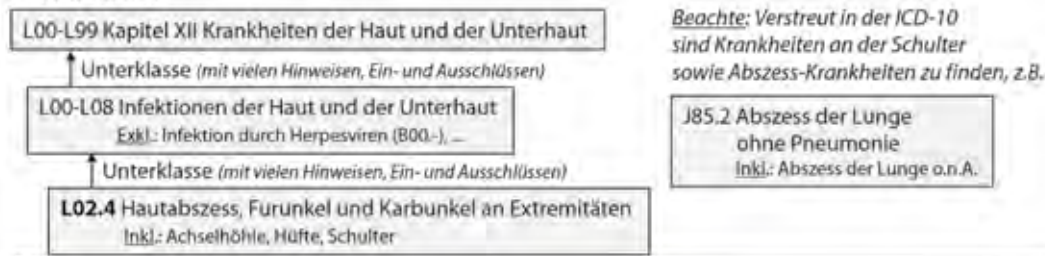 L00-L99 Kapitel XII Krankheiten der Haut und der Unterhaut
Unterklasse (mit vielen Hinweisen, Ein- und Ausschlüssen)
L00-L08 Infektionen der Haut und der Unterhaut
Exkl.: Infektion durch Herpesviren (B00.-), ...
Unterklasse (mit vielen Hinweisen, Ein- und Ausschlüssen)
L02.4 Hautabszess, Furunkel und Karbunkel an Extremitäten
Inkl.: Achselhöhle, Hüfte, Schulter
Beachte: Verstreut in der ICD-10
sind Krankheiten an der Schulter
sowie Abszess-Krankheiten zu finden, z.B.
J85.2 Abszess der Lunge
ohne Pneumonie
Inkl.: Abszess der Lunge o.n.A.